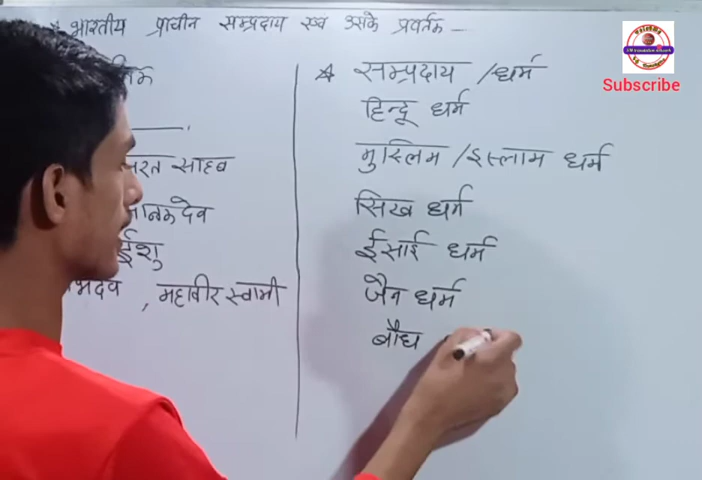 भारतीय प्राचीन सम्प्रदाय एवं उसके प्रवर्तक —
साहब
ईशु
, महावीर स्वामी
सम्प्रदाय / धर्म
हिन्दू धर्म
मुस्लिम / इस्लाम धर्म
सिख धर्म
ईसाई धर्म
जैन धर्म
बौध
Subscribe